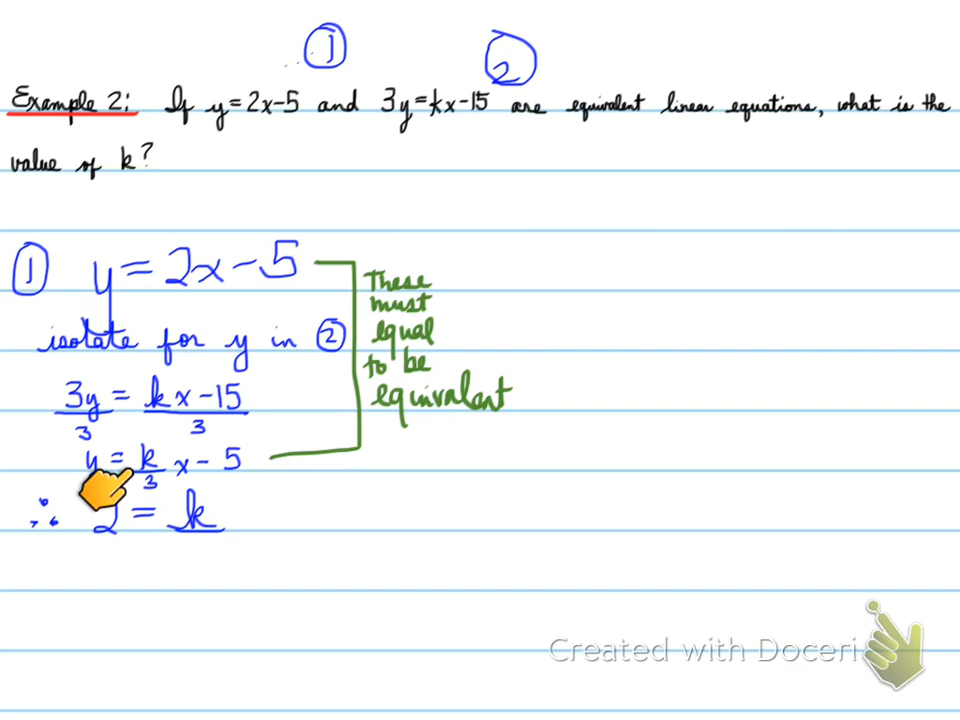 ① ②
Example 2: If y=2x-5 and 3y=kx-15 are equivalent linear equations, what is the
value of k?
① y = 2x - 5
These
must
equal
to be
equivalent
isolate for y in ②
3y = kx - 15
3 3
y = k/3 x - 5
∴ 2 = k
Created with Doceri